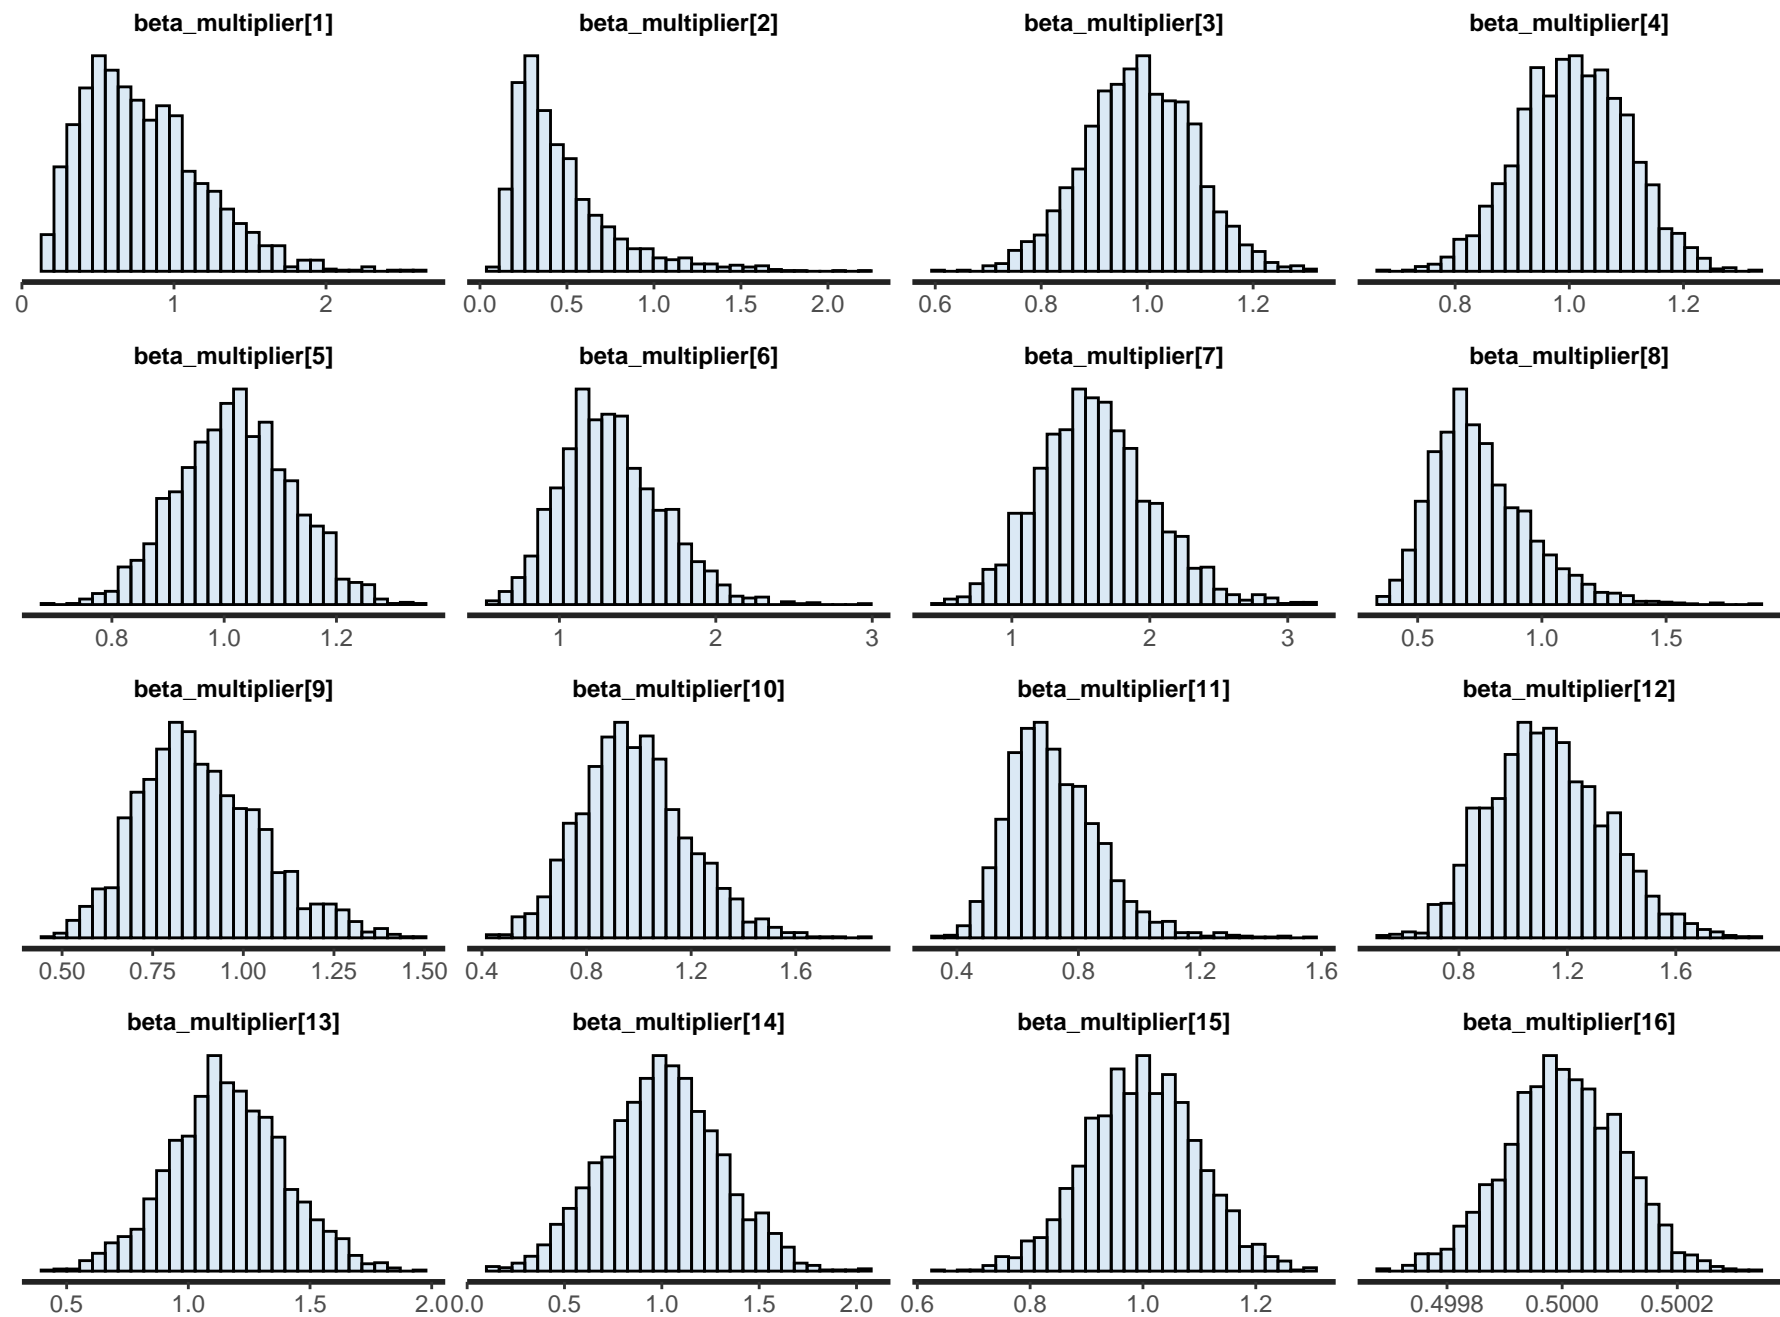 beta_multiplier[1] beta_multiplier[2] beta_multiplier[3] beta_multiplier[4]
0 1 2 0.0 0.5 1.0 1.5 2.0 0.6 0.8 1.0 1.2 0.8 1.0 1.2
beta_multiplier[5] beta_multiplier[6] beta_multiplier[7] beta_multiplier[8]
0.8 1.0 1.2 1 2 3 1 2 3 0.5 1.0 1.5
beta_multiplier[9] beta_multiplier[10] beta_multiplier[11] beta_multiplier[12]
0.50 0.75 1.00 1.25 1.50 0.4 0.8 1.2 1.6 0.4 0.8 1.2 1.6 0.8 1.2 1.6
beta_multiplier[13] beta_multiplier[14] beta_multiplier[15] beta_multiplier[16]
0.5 1.0 1.5 2.0 0.0 0.5 1.0 1.5 2.0 0.6 0.8 1.0 1.2 0.4998 0.5000 0.5002